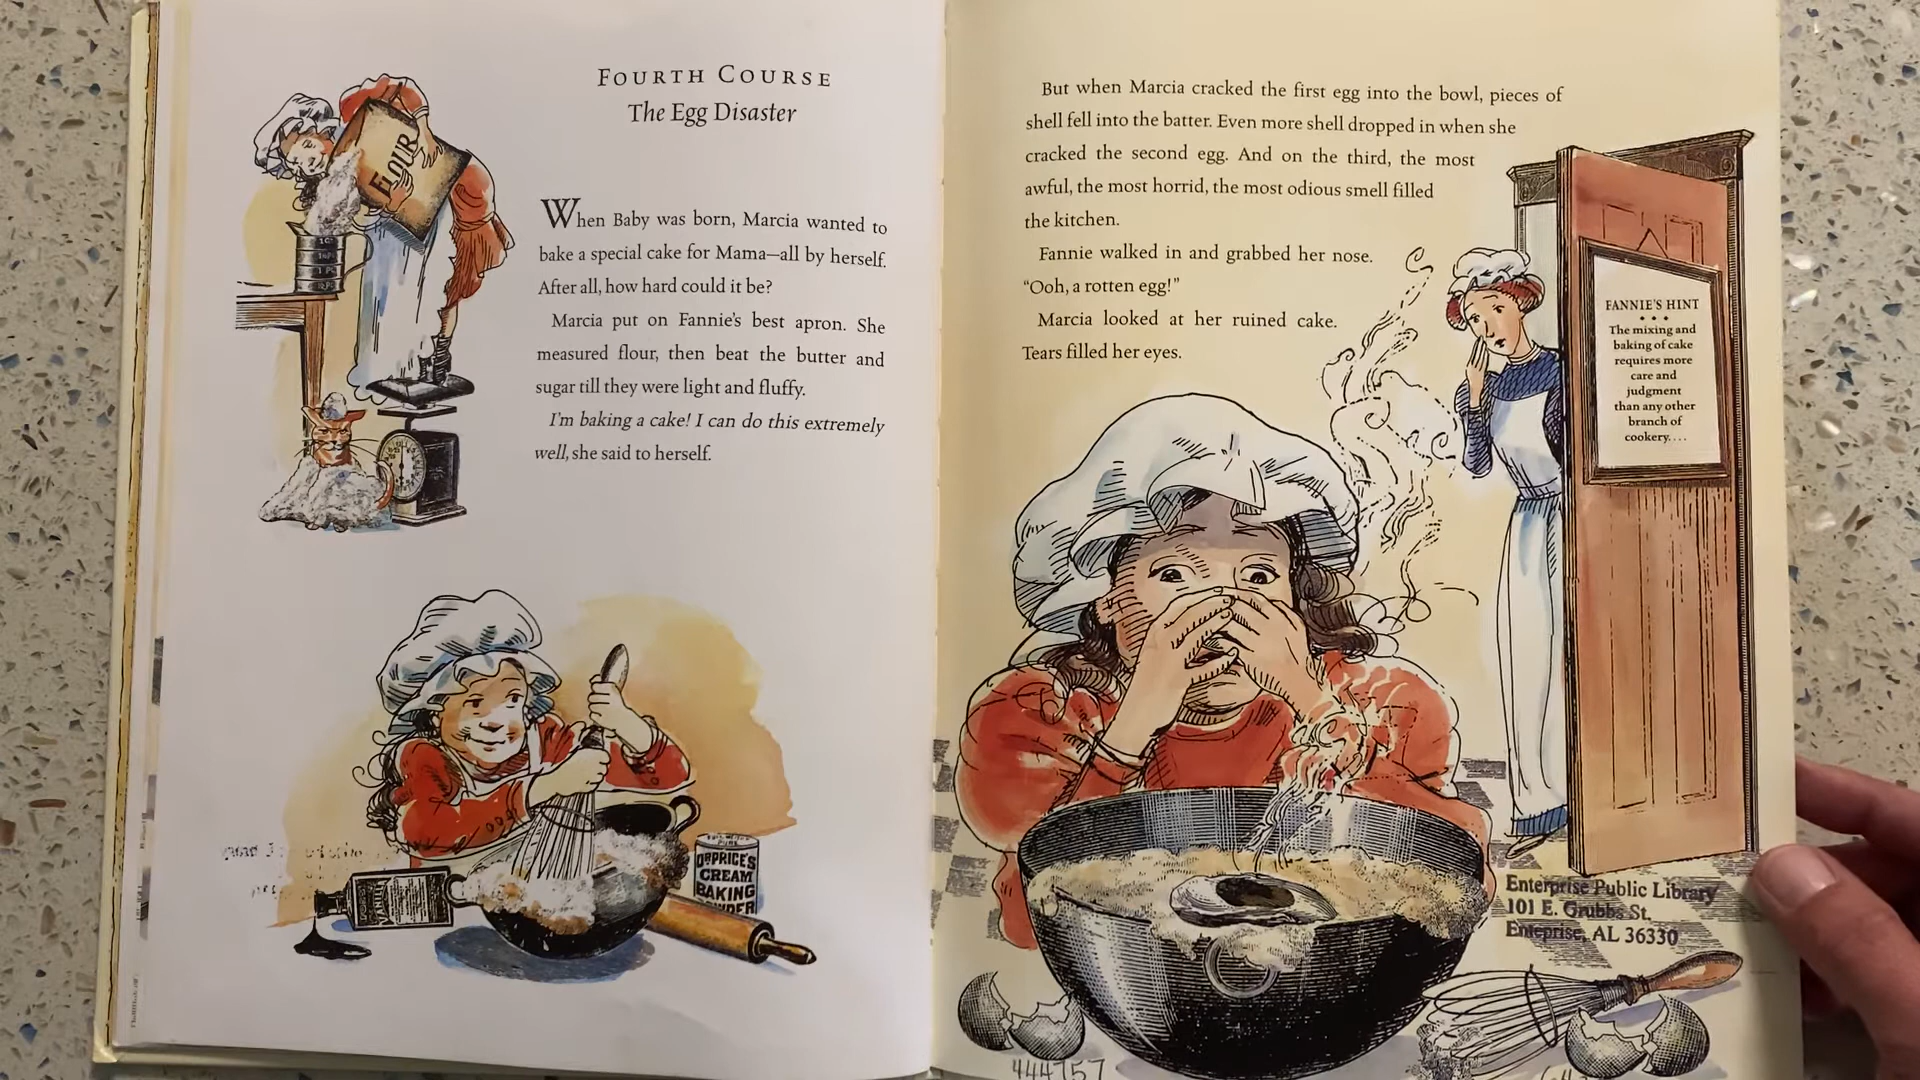 FOURTH COURSE
The Egg Disaster
When Baby was born, Marcia wanted to
bake a special cake for Mama—all by herself.
After all, how hard could it be?
Marcia put on Fannie's best apron. She
measured flour, then beat the butter and
sugar till they were light and fluffy.
I'm baking a cake! I can do this extremely
well, she said to herself.
FLOUR
VANILLA
DR PRICE'S
CREAM
BAKING
But when Marcia cracked the first egg into the bowl, pieces of
shell fell into the batter. Even more shell dropped in when she
cracked the second egg. And on the third, the most
awful, the most horrid, the most odious smell filled
the kitchen.
Fannie walked in and grabbed her nose.
“Ooh, a rotten egg!”
Marcia looked at her ruined cake.
Tears filled her eyes.
FANNIE'S HINT
• • •
The mixing and
baking of cake
requires more
care and
judgment
than any other
branch of
cookery....
Enterprise Public Library
101 E. Grubbs St.
Enteprise, AL 36330
444757